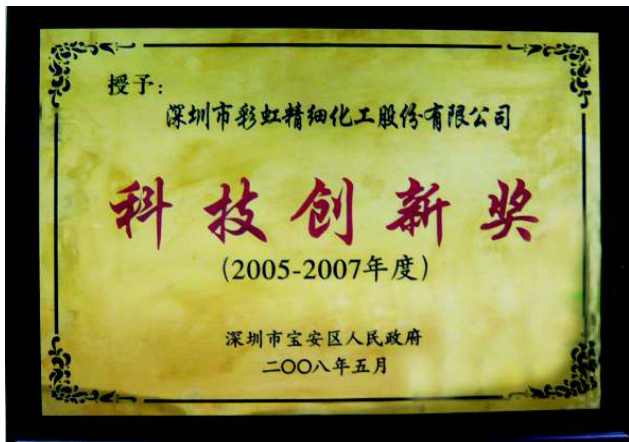 授予：
深圳市彩虹精细化工股份有限公司
科技创新奖
(2005-2007年度)
深圳市宝安区人民政府
二〇〇八年五月